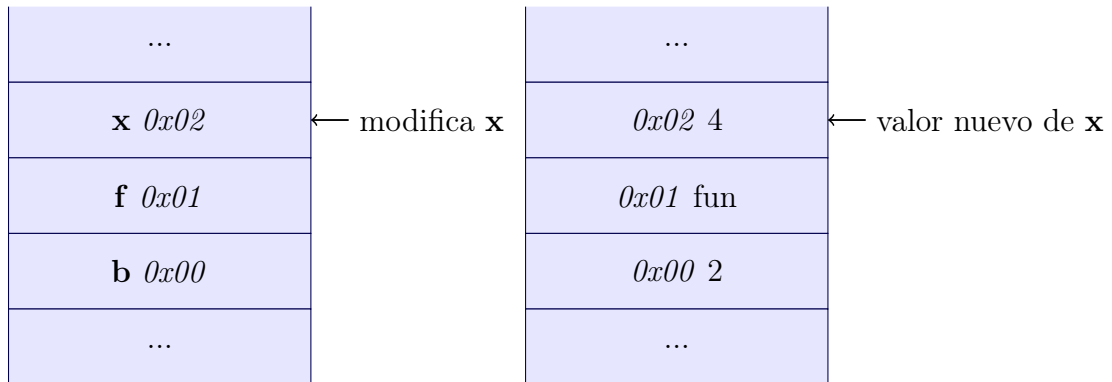 ...
x 0x02
modifica x
f 0x01
b 0x00
...
...
0x02 4
valor nuevo de x
0x01 fun
0x00 2
...